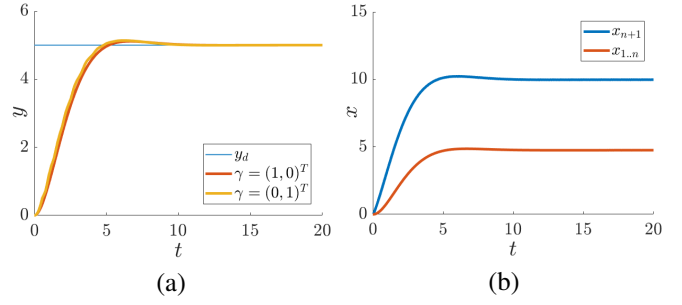 6
4
2
0
y
0
5
10
15
20
t
y_d
γ = (1, 0)^T
γ = (0, 1)^T
(a)
15
10
5
0
x
0
5
10
15
20
t
x_{n+1}
x_{1..n}
(b)